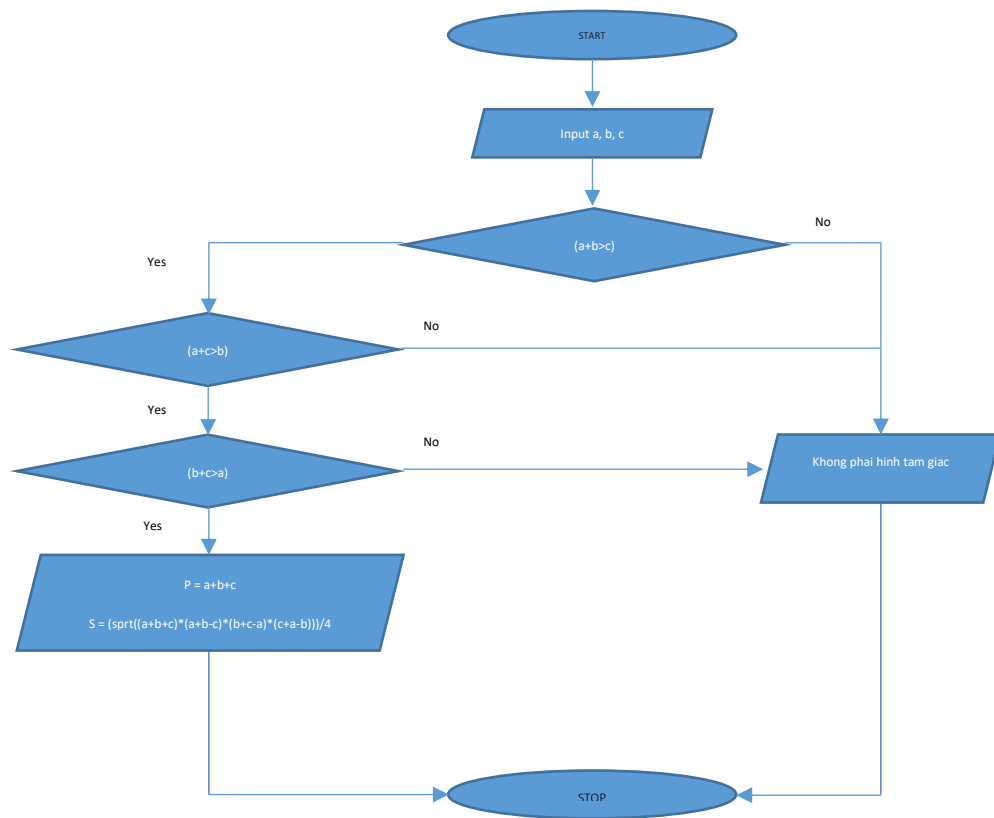 START
Input a, b, c
No
(a+b>c)
Yes
No
(a+c>b)
Yes
No
(b+c>a)
Khong phai hinh tam giac
Yes
P = a+b+c
S = (sprt((a+b+c)*(a+b-c)*(b+c-a)*(c+a-b)))/4
STOP